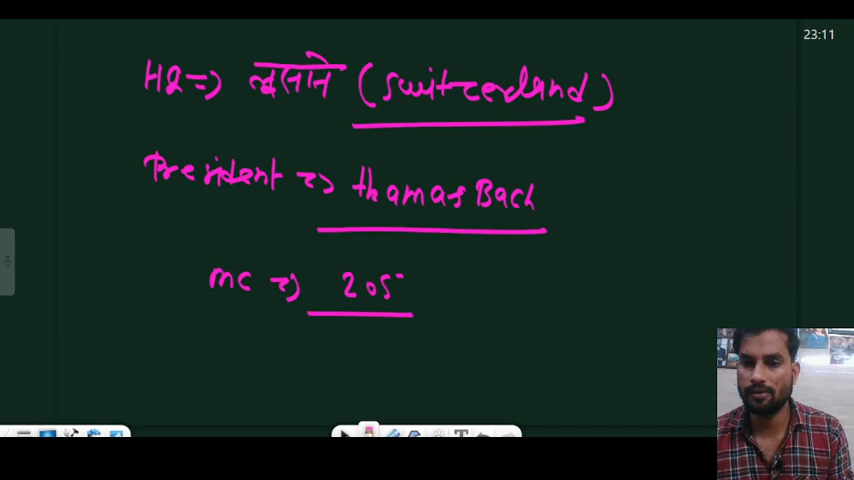 23:11
HQ => लुसाने (Switzerland)
President => thamas Bach
mc => 205